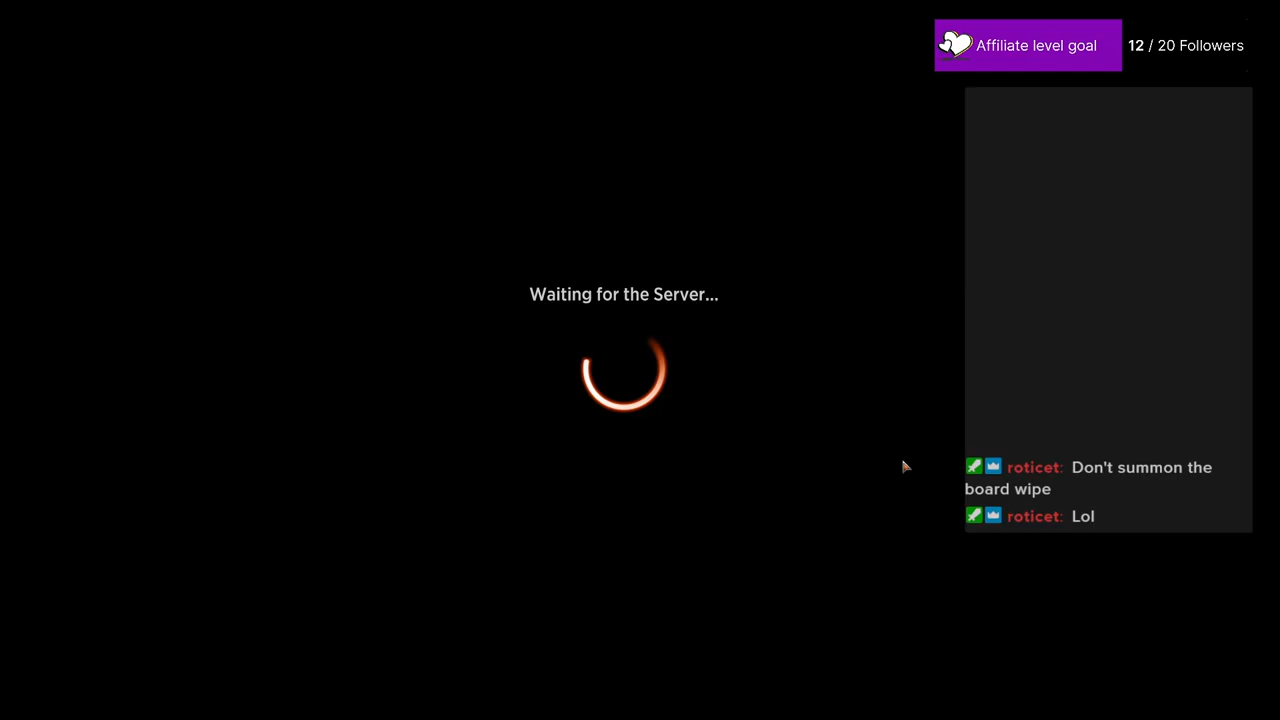 Affiliate level goal 12 / 20 Followers
Waiting for the Server...
roticet: Don't summon the
board wipe
roticet: Lol